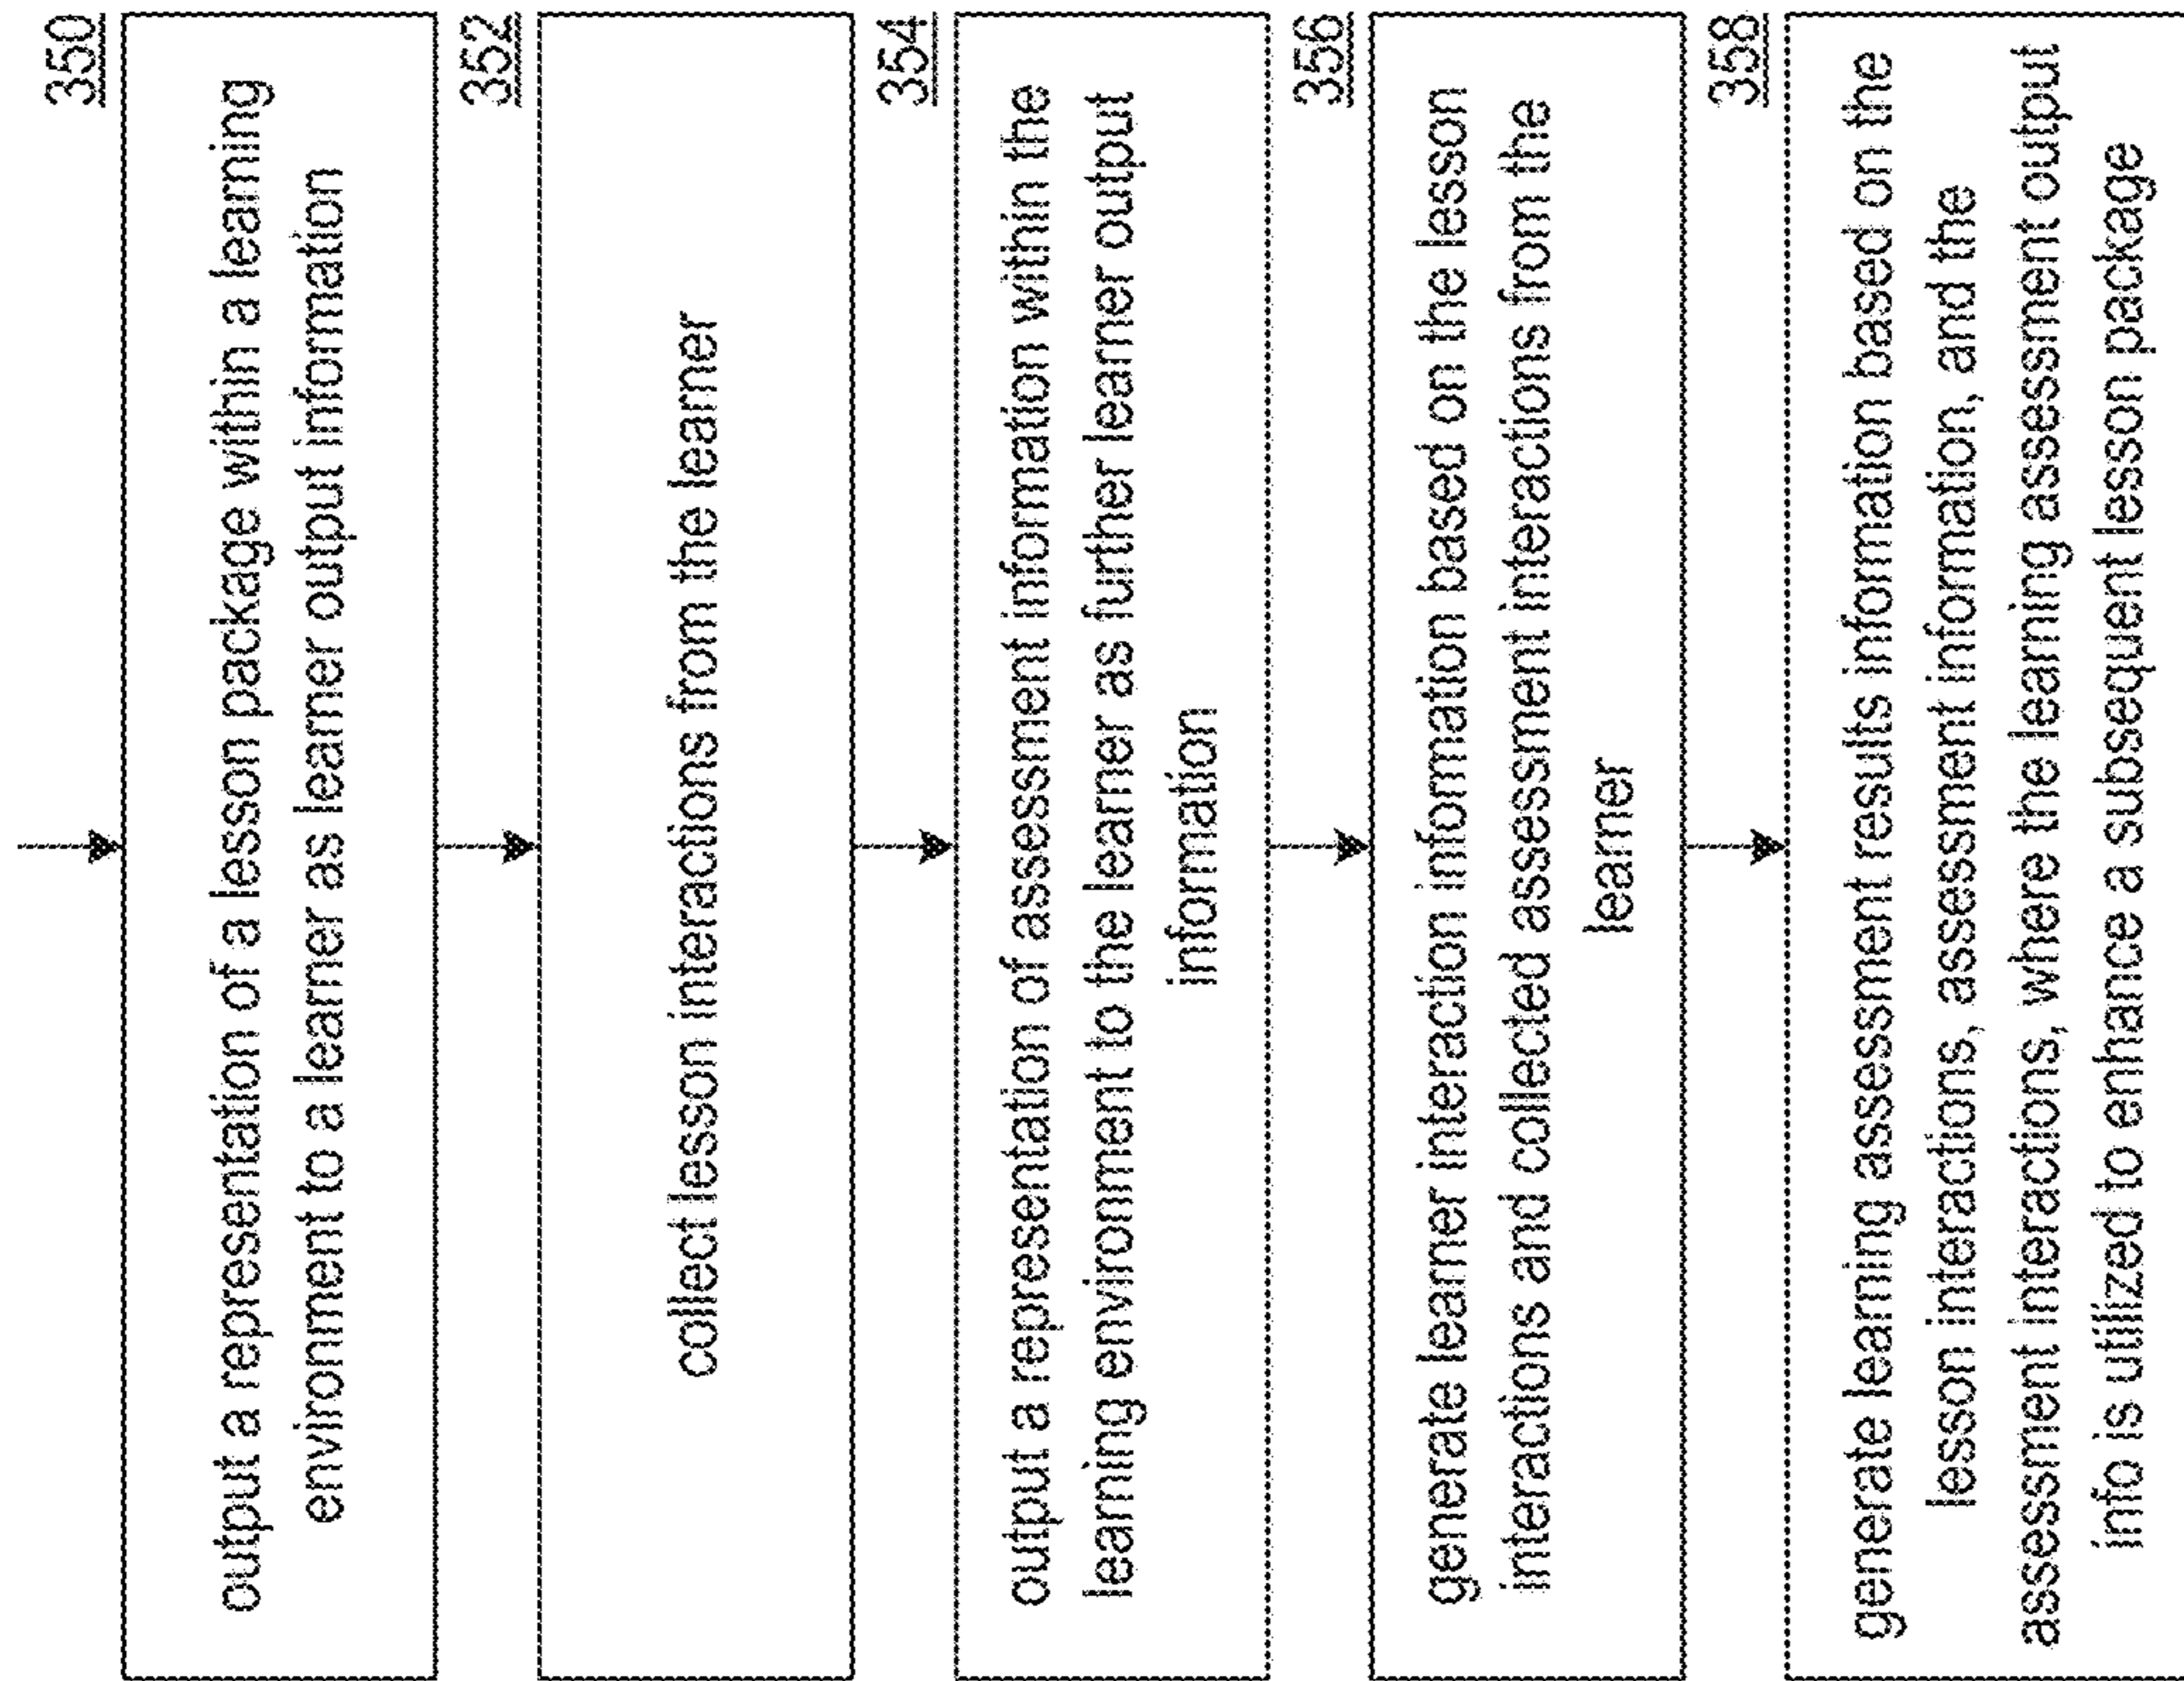 350
output a representation of a lesson package within a learning
environment to a learner as learner output information
352
collect lesson interactions from the learner
354
output a representation of assessment information within the
learning environment to the learner as further learner output
information
356
generate learner interaction information based on the lesson
interactions and collected assessment interactions from the
learner
358
generate learning assessment results information based on the
lesson interactions, assessment information, and the
assessment interactions, where the learning assessment output
info is utilized to enhance a subsequent lesson package